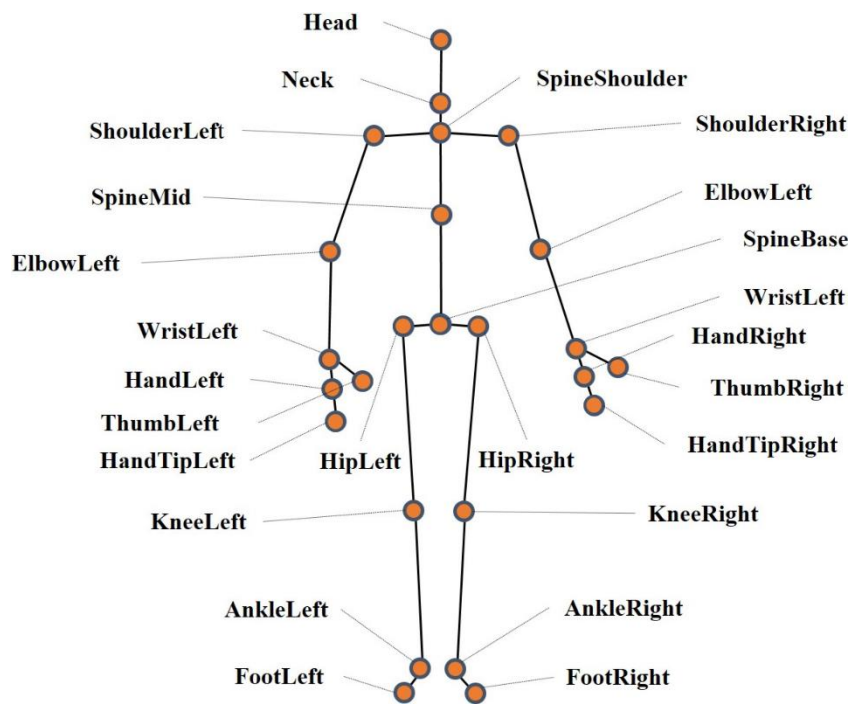 Head
Neck
SpineShoulder
ShoulderLeft
ShoulderRight
SpineMid
ElbowLeft
SpineBase
ElbowLeft
WristLeft
WristLeft
HandRight
HandLeft
ThumbRight
ThumbLeft
HandTipRight
HandTipLeft
HipLeft
HipRight
KneeLeft
KneeRight
AnkleLeft
AnkleRight
FootLeft
FootRight